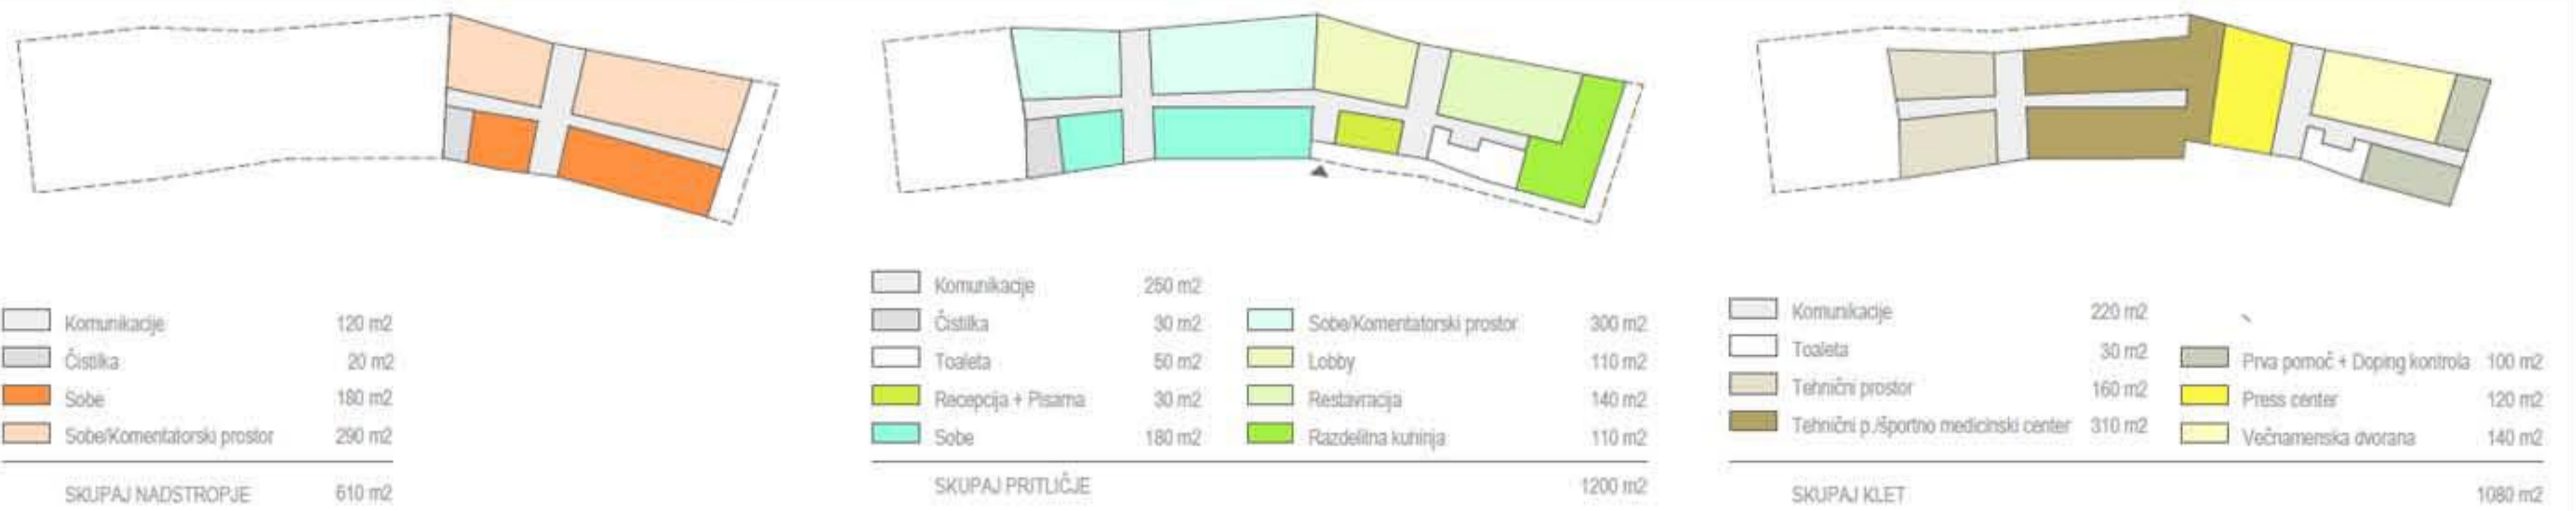 Komunikacije 120 m2
Čistilka 20 m2
Sobe 180 m2
Sobe/Komentatorski prostor 290 m2
SKUPAJ NADSTROPJE 610 m2
Komunikacije 250 m2
Čistilka 30 m2
Toaleta 50 m2
Recepcija + Pisarna 30 m2
Sobe 180 m2
Sobe/Komentatorski prostor 300 m2
Lobby 110 m2
Restavracija 140 m2
Razdelilna kuhinja 110 m2
SKUPAJ PRITLIČJE 1200 m2
Komunikacije 220 m2
Toaleta 30 m2
Tehnični prostor 160 m2
Tehnični p./športno medicinski center 310 m2
Prva pomoč + Doping kontrola 100 m2
Press center 120 m2
Večnamenska dvorana 140 m2
SKUPAJ KLET 1080 m2